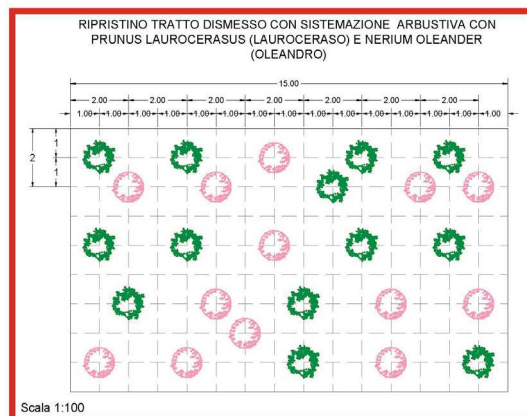 RIPRISTINO TRATTO DISMESSO CON SISTEMAZIONE ARBUSTIVA CON
PRUNUS LAUROCERASUS (LAUROCERASO) E NERIUM OLEANDER
(OLEANDRO)
15.00
2.00 2.00 2.00 2.00 2.00 2.00 2.00
1.00 1.00 1.00 1.00 1.00 1.00 1.00 1.00 1.00 1.00 1.00 1.00 1.00 1.00 1.00
1
2
1
Scala 1:100